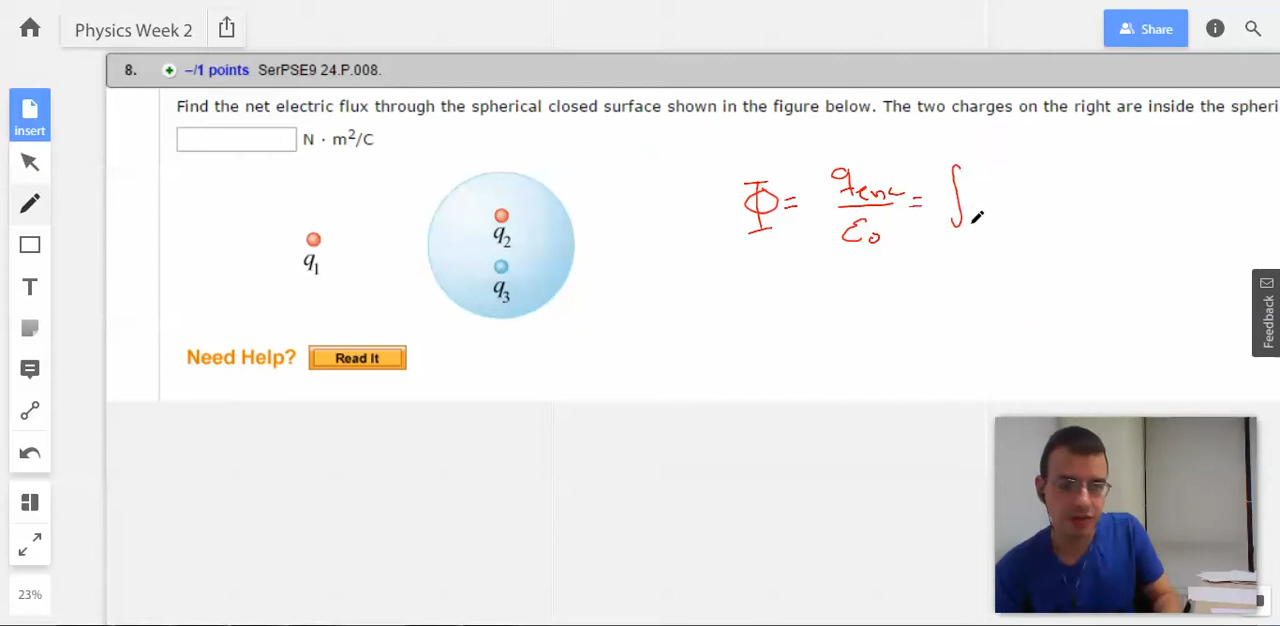 Physics Week 2
Share
8. –/1 points SerPSE9 24.P.008.
insert
Find the net electric flux through the spherical closed surface shown in the figure below. The two charges on the right are inside the spheri
N · m²/C
Φ = qenc/ε₀ = ∫
q₁
q₂
q₃
T
Feedback
Need Help? Read It
23%